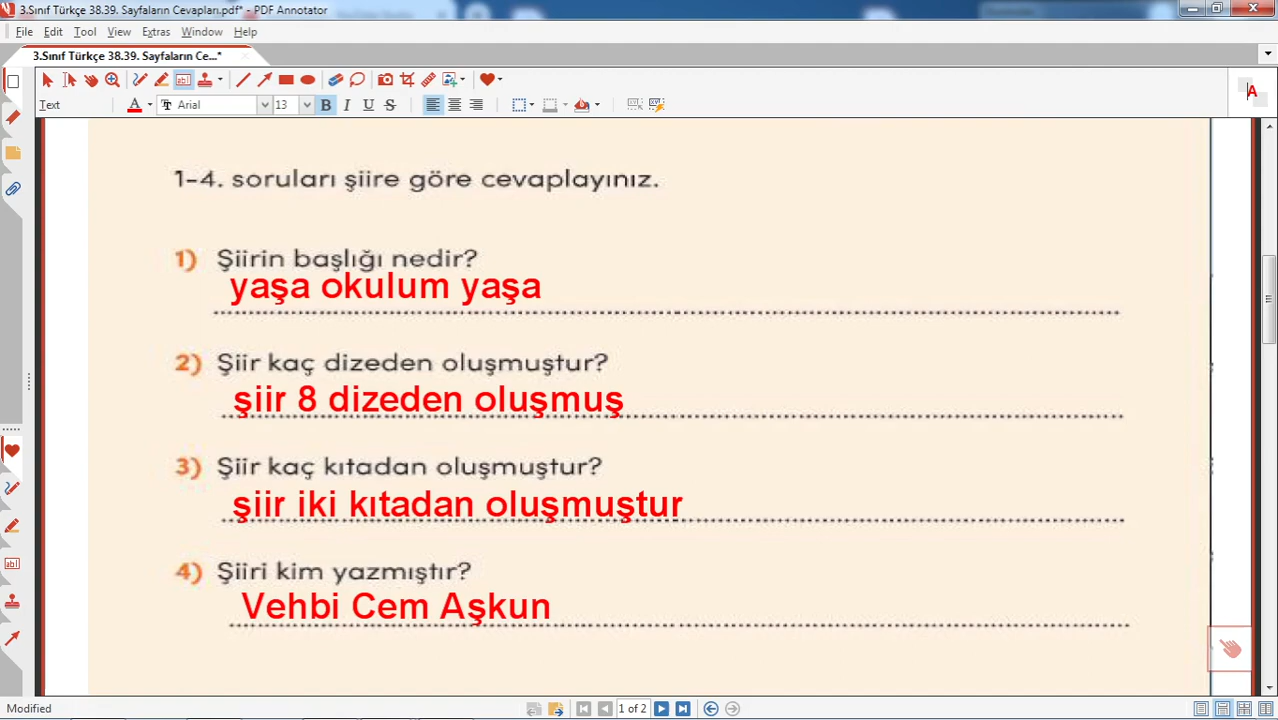 3.Sınıf Türkçe 38.39. Sayfaların Cevapları.pdf* - PDF Annotator
File Edit Tool View Extras Window Help
3.Sınıf Türkçe 38.39. Sayfaların Ce...*
Text A Arial 13 B I U S
A
1-4. soruları şiire göre cevaplayınız.
1) Şiirin başlığı nedir?
yaşa okulum yaşa
2) Şiir kaç dizeden oluşmuştur?
şiir 8 dizeden oluşmuş
3) Şiir kaç kıtadan oluşmuştur?
şiir iki kıtadan oluşmuştur
4) Şiiri kim yazmıştır?
Vehbi Cem Aşkun
Modified 1 of 2